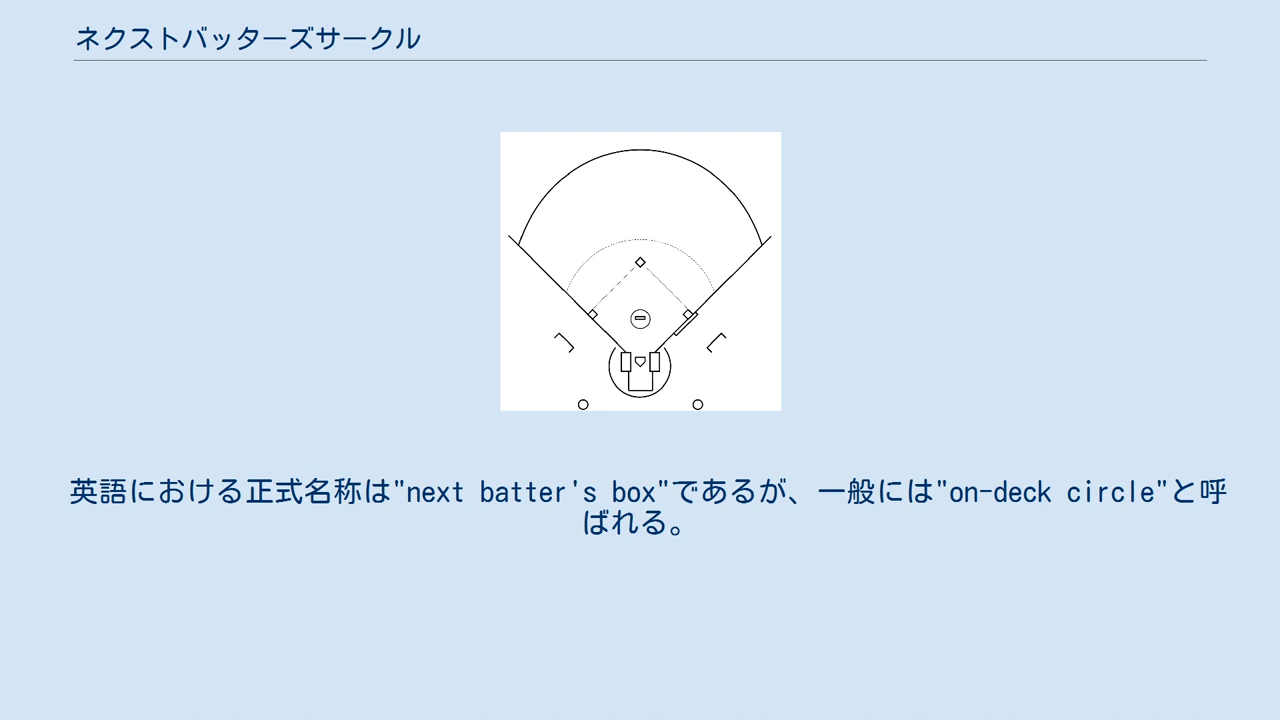 ネクストバッターズサークル
英語における正式名称は"next batter's box"であるが、一般には"on-deck circle"と呼
ばれる。